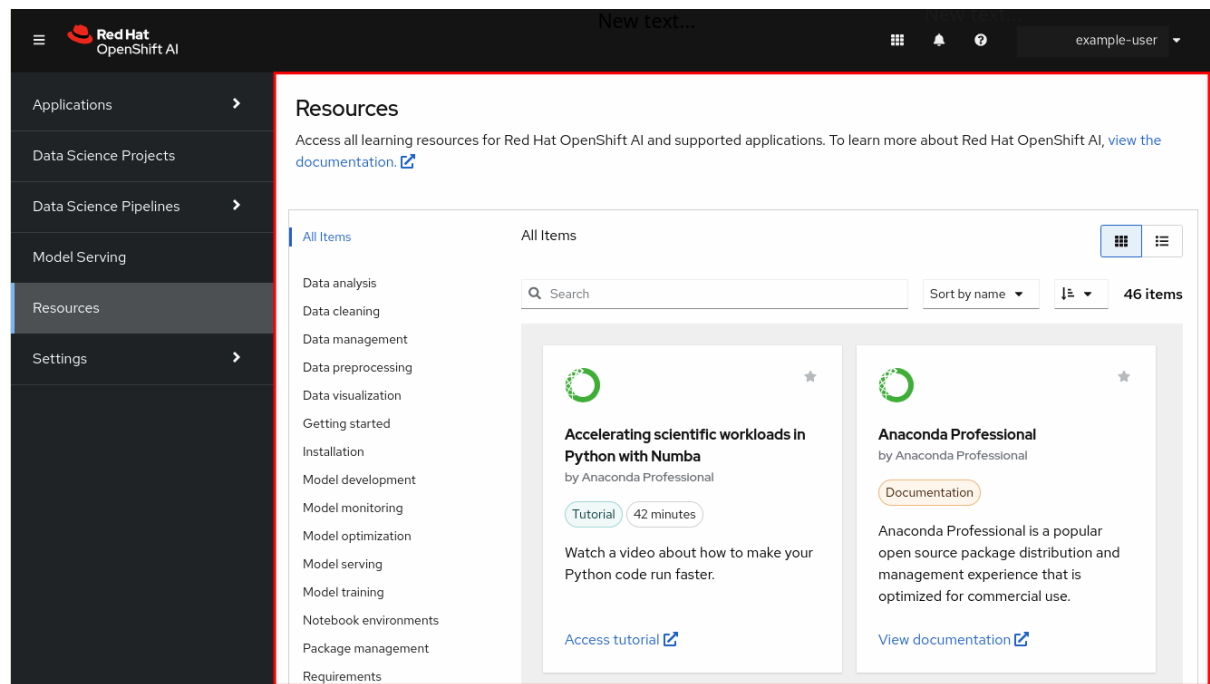 New text...
New text...
Red Hat
OpenShift AI
example-user
Applications
Data Science Projects
Data Science Pipelines
Model Serving
Resources
Settings
Resources
Access all learning resources for Red Hat OpenShift AI and supported applications. To learn more about Red Hat OpenShift AI, view the
documentation.
All Items
Data analysis
Data cleaning
Data management
Data preprocessing
Data visualization
Getting started
Installation
Model development
Model monitoring
Model optimization
Model serving
Model training
Notebook environments
Package management
Requirements
All Items
Search
Sort by name
46 items
Accelerating scientific workloads in
Python with Numba
by Anaconda Professional
Tutorial 42 minutes
Watch a video about how to make your
Python code run faster.
Access tutorial
Anaconda Professional
by Anaconda Professional
Documentation
Anaconda Professional is a popular
open source package distribution and
management experience that is
optimized for commercial use.
View documentation